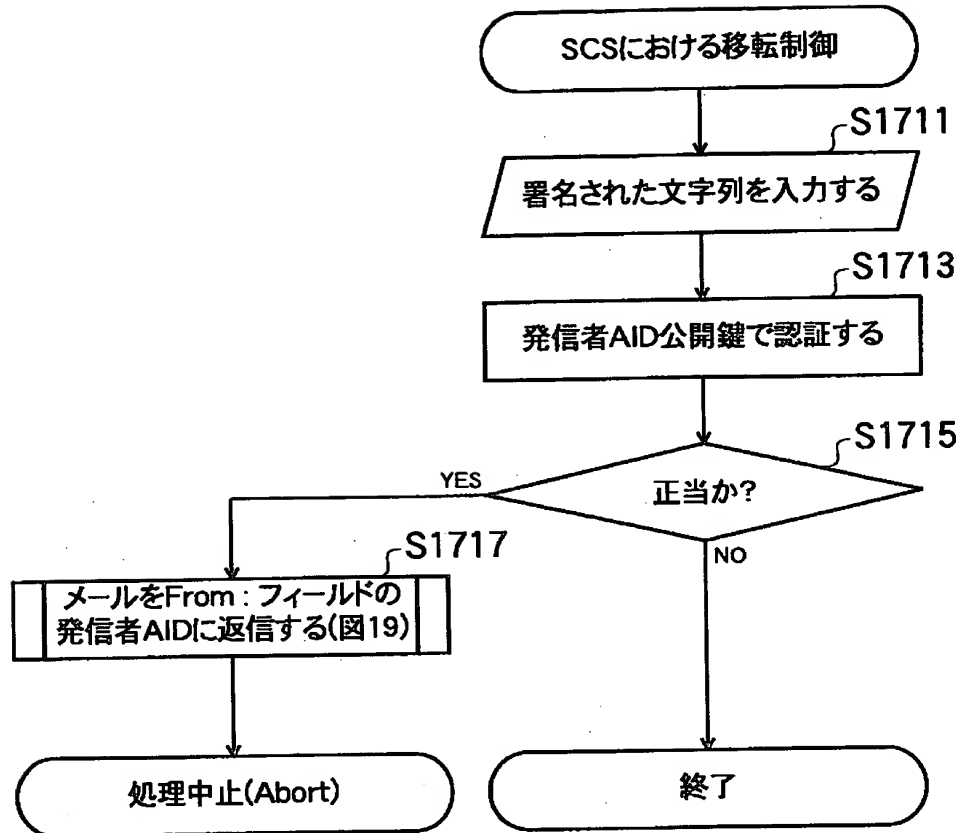 SCSにおける移転制御
S1711
署名された文字列を入力する
S1713
発信者AID公開鍵で認証する
S1715
正当か?
YES
NO
S1717
メールをFrom:フィールドの
発信者AIDに返信する(図19)
処理中止(Abort)
終了